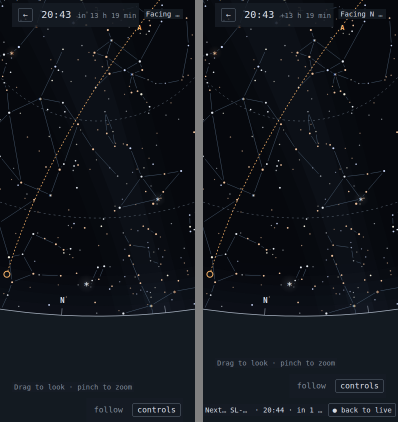 ← 20:43 in 13 h 19 min Facing …
A
N
Drag to look · pinch to zoom
follow controls
← 20:43 +13 h 19 min Facing N …
A
N
Drag to look · pinch to zoom
follow controls
Next… SL-… · 20:44 · in 1 … ● back to live